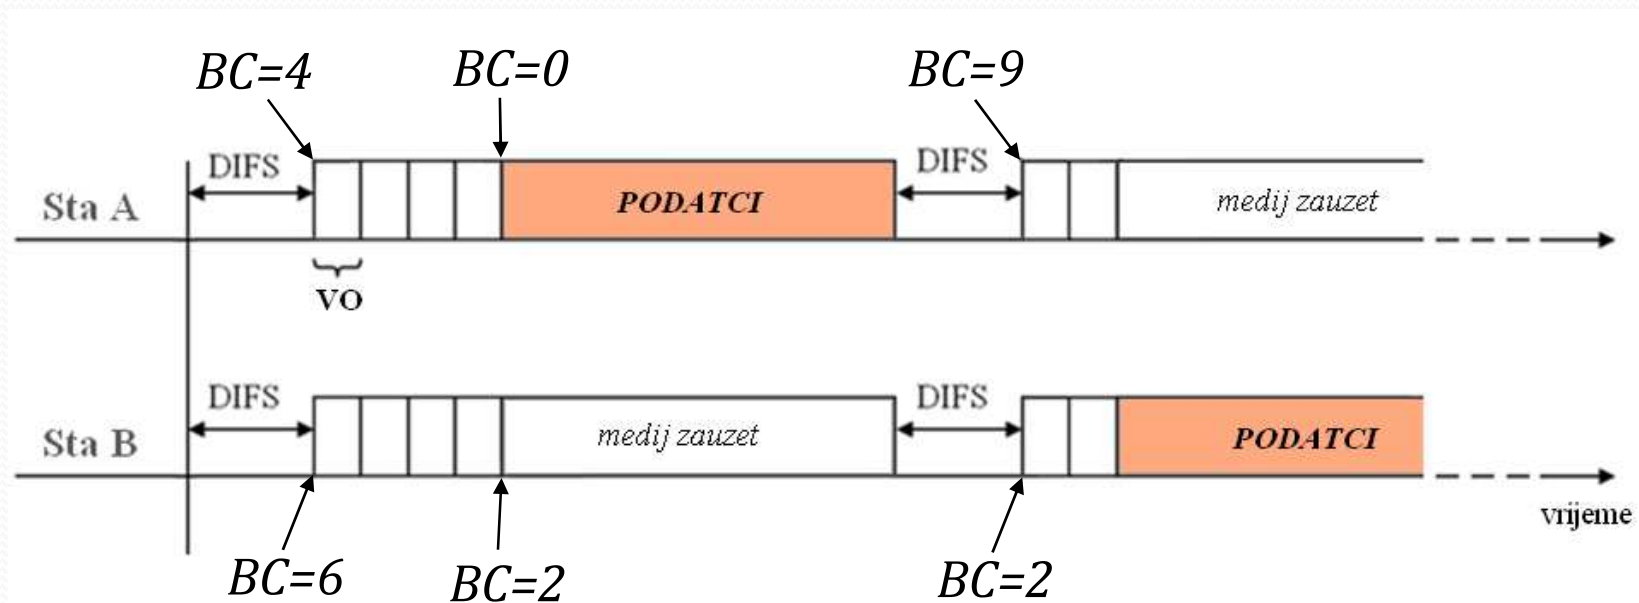 BC=4 BC=0 BC=9
DIFS DIFS
Sta A PODATCI medij zauzet
VO
DIFS DIFS
Sta B medij zauzet PODATCI
vrijeme
BC=6 BC=2 BC=2